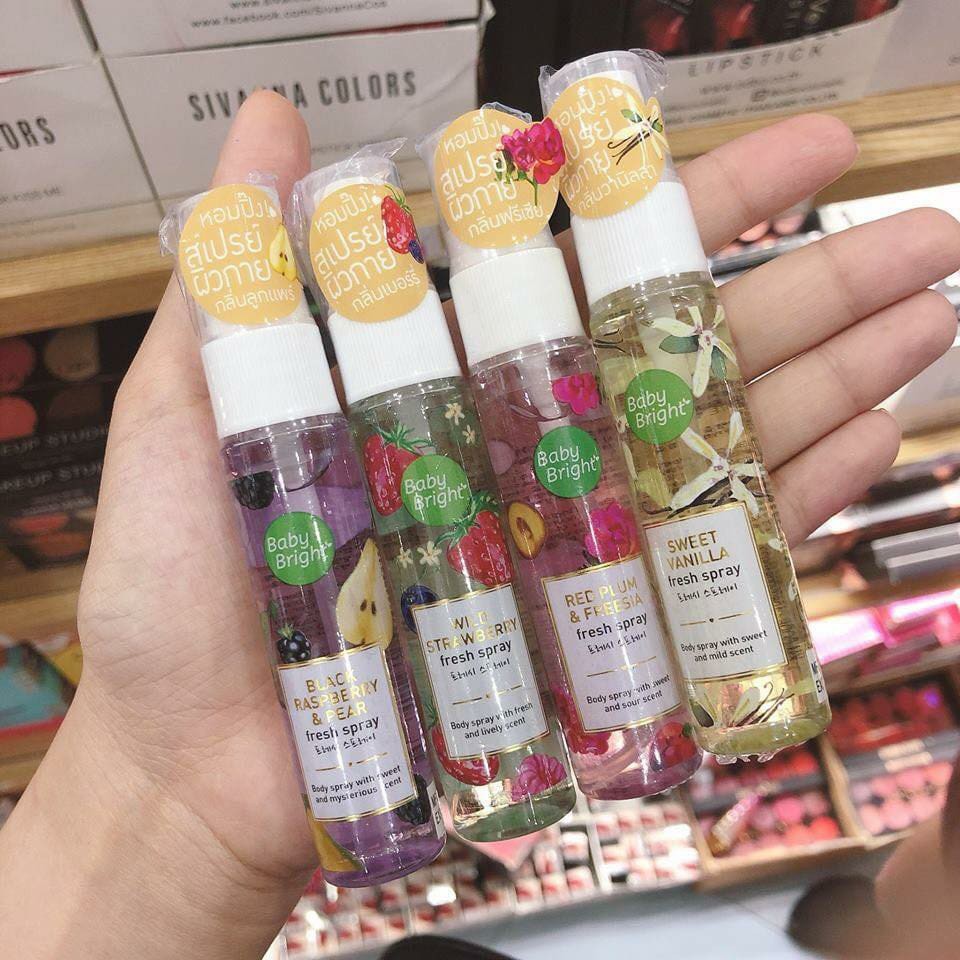 www.facebook.com/SivannaCos
SIVANNA COLORS
ORS
LIPSTICK
หอมปิ๊ง!
สเปรย์
ผิวกาย
กลิ่นลูกแพร์
Baby
Bright
BLACK
RASPBERRY
& PEAR
fresh spray
Body spray with sweet
and mysterious scent
หอมปิ๊ง!
สเปรย์
ผิวกาย
กลิ่นเบอร์รี่
Baby
Bright
WILD
STRAWBERRY
fresh spray
Body spray with fresh
and lively scent
สเปรย์
ผิวกาย
กลิ่นฟรีเซีย
Baby
Bright
RED PLUM
& FREESIA
fresh spray
Body spray with sweet
and sour scent
หอมปิ๊ง!
สเปรย์
ผิวกาย
กลิ่นวานิลล่า
Baby
Bright
SWEET
VANILLA
fresh spray
Body spray with sweet
and mild scent